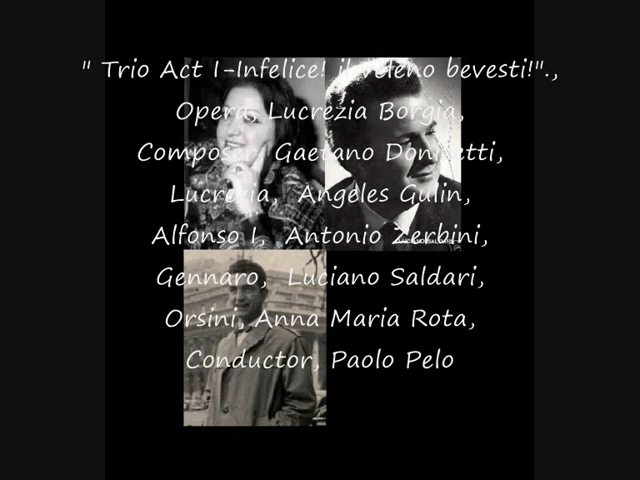 " Trio Act I-Infelice! il veleno bevesti!".,
Opera, Lucrezia Borgia,
Composer, Gaetano Donizetti,
Lucrezia, Angeles Gulin,
Alfonso I, Antonio Zerbini,
Gennaro, Luciano Saldari,
Orsini, Anna Maria Rota,
Conductor, Paolo Pelo